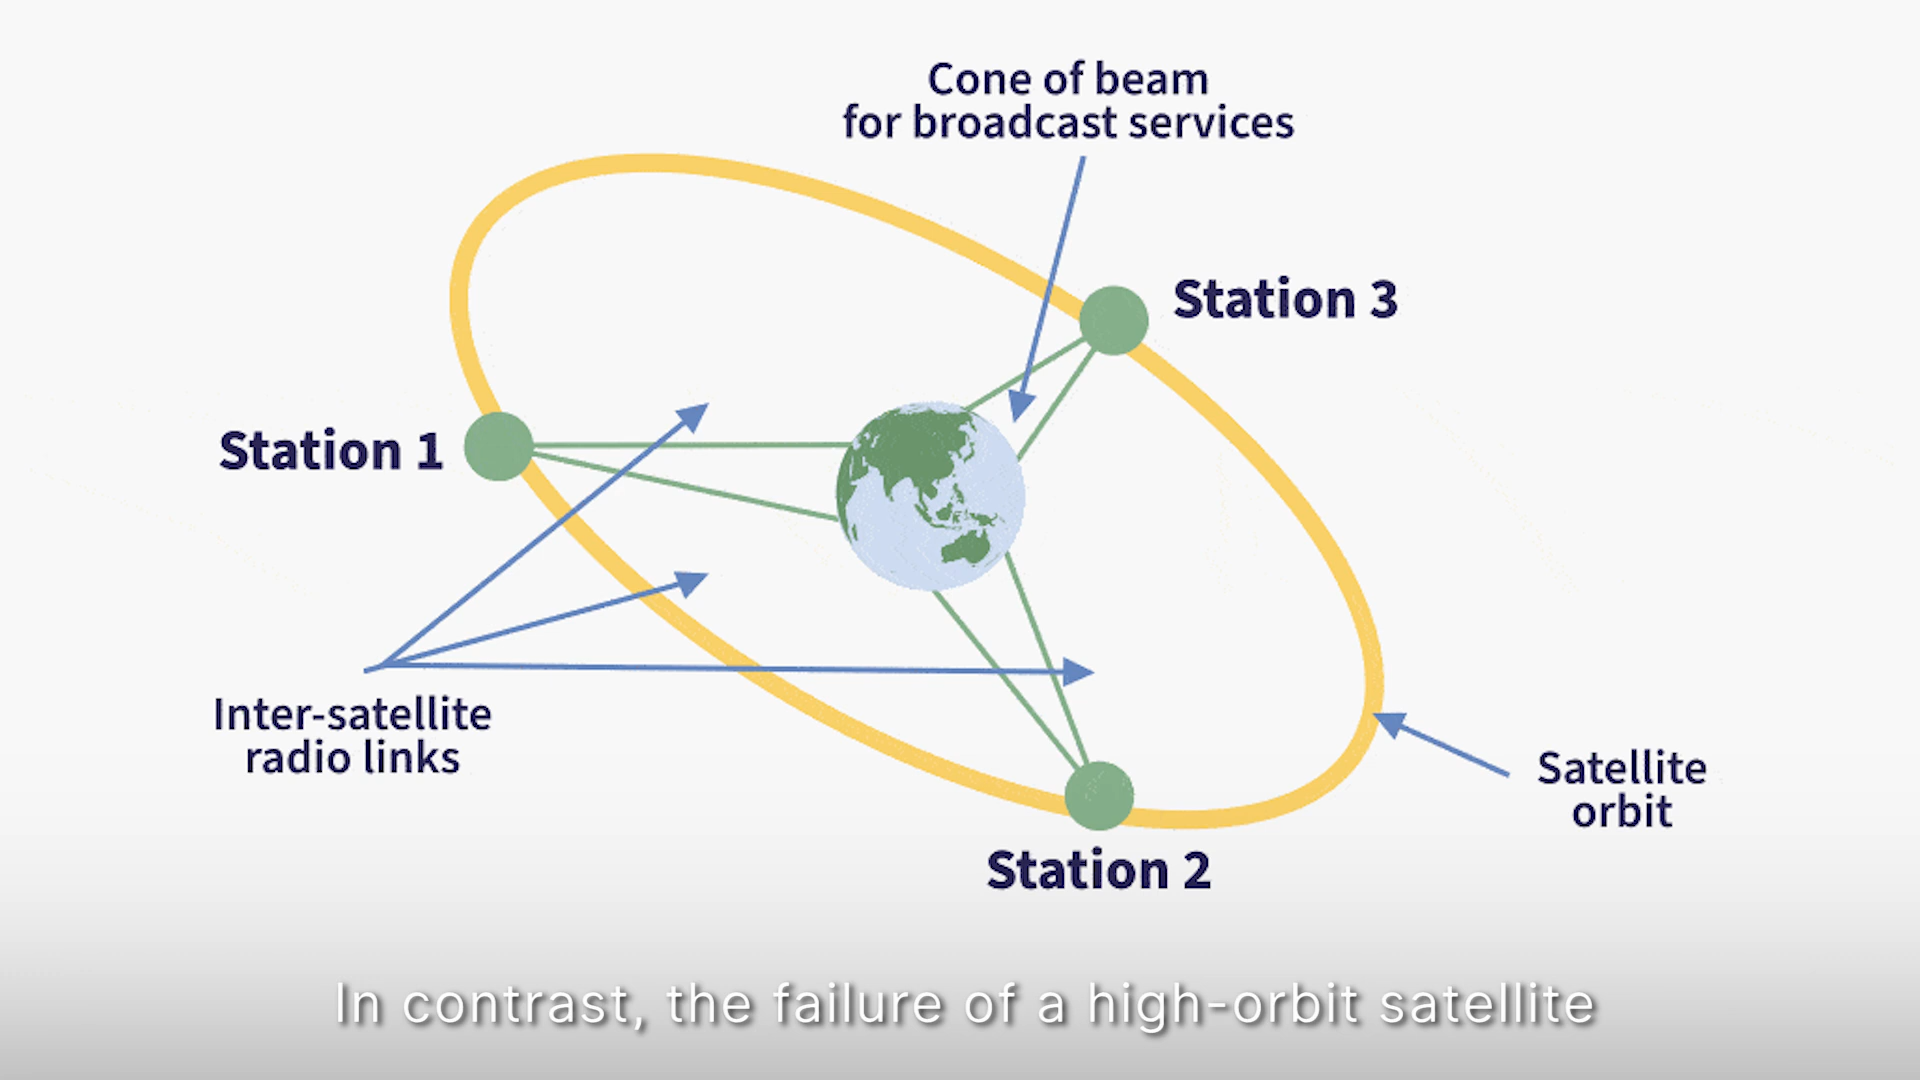 Cone of beam
for broadcast services
Station 3
Station 1
Inter-satellite
radio links
Satellite
orbit
Station 2
In contrast, the failure of a high-orbit satellite